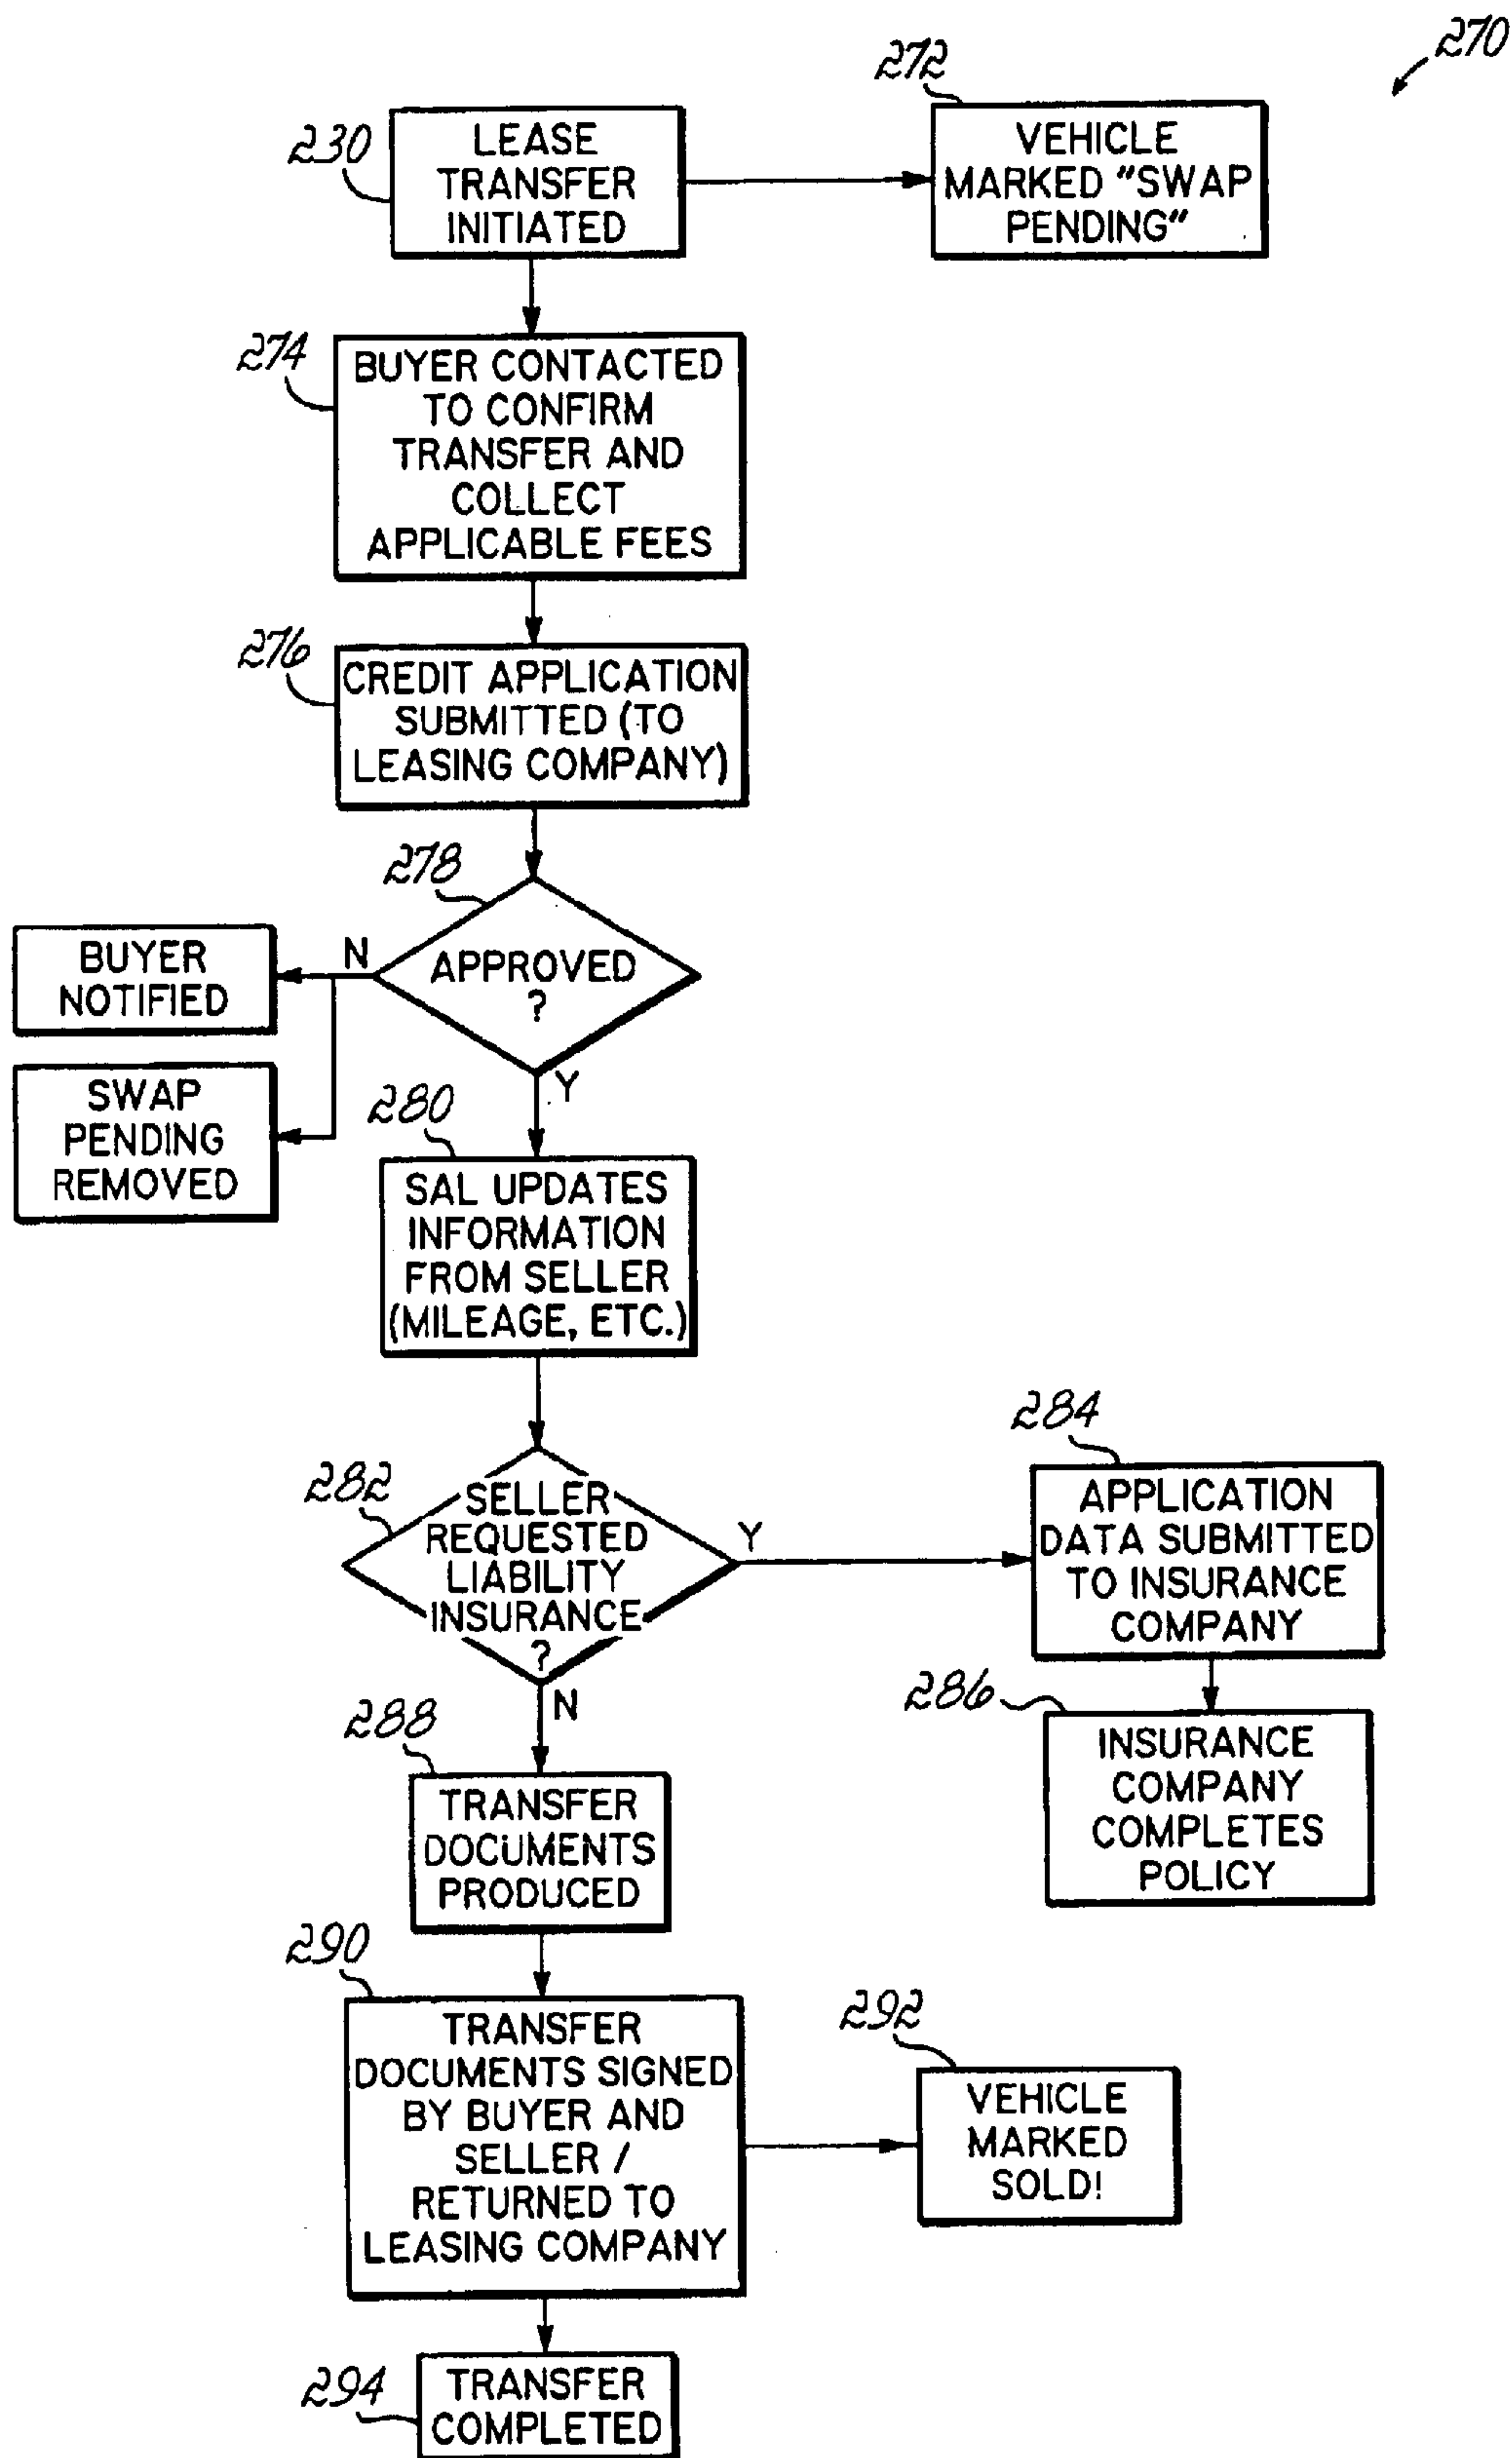 270
272
230
LEASE
TRANSFER
INITIATED
VEHICLE
MARKED "SWAP
PENDING"
274
BUYER CONTACTED
TO CONFIRM
TRANSFER AND
COLLECT
APPLICABLE FEES
276
CREDIT APPLICATION
SUBMITTED (TO
LEASING COMPANY)
278
APPROVED
?
N
BUYER
NOTIFIED
SWAP
PENDING
REMOVED
Y
280
SAL UPDATES
INFORMATION
FROM SELLER
(MILEAGE, ETC.)
282
SELLER
REQUESTED
LIABILITY
INSURANCE
?
Y
284
APPLICATION
DATA SUBMITTED
TO INSURANCE
COMPANY
286
INSURANCE
COMPANY
COMPLETES
POLICY
N
288
TRANSFER
DOCUMENTS
PRODUCED
290
TRANSFER
DOCUMENTS SIGNED
BY BUYER AND
SELLER /
RETURNED TO
LEASING COMPANY
292
VEHICLE
MARKED
SOLD!
294
TRANSFER
COMPLETED